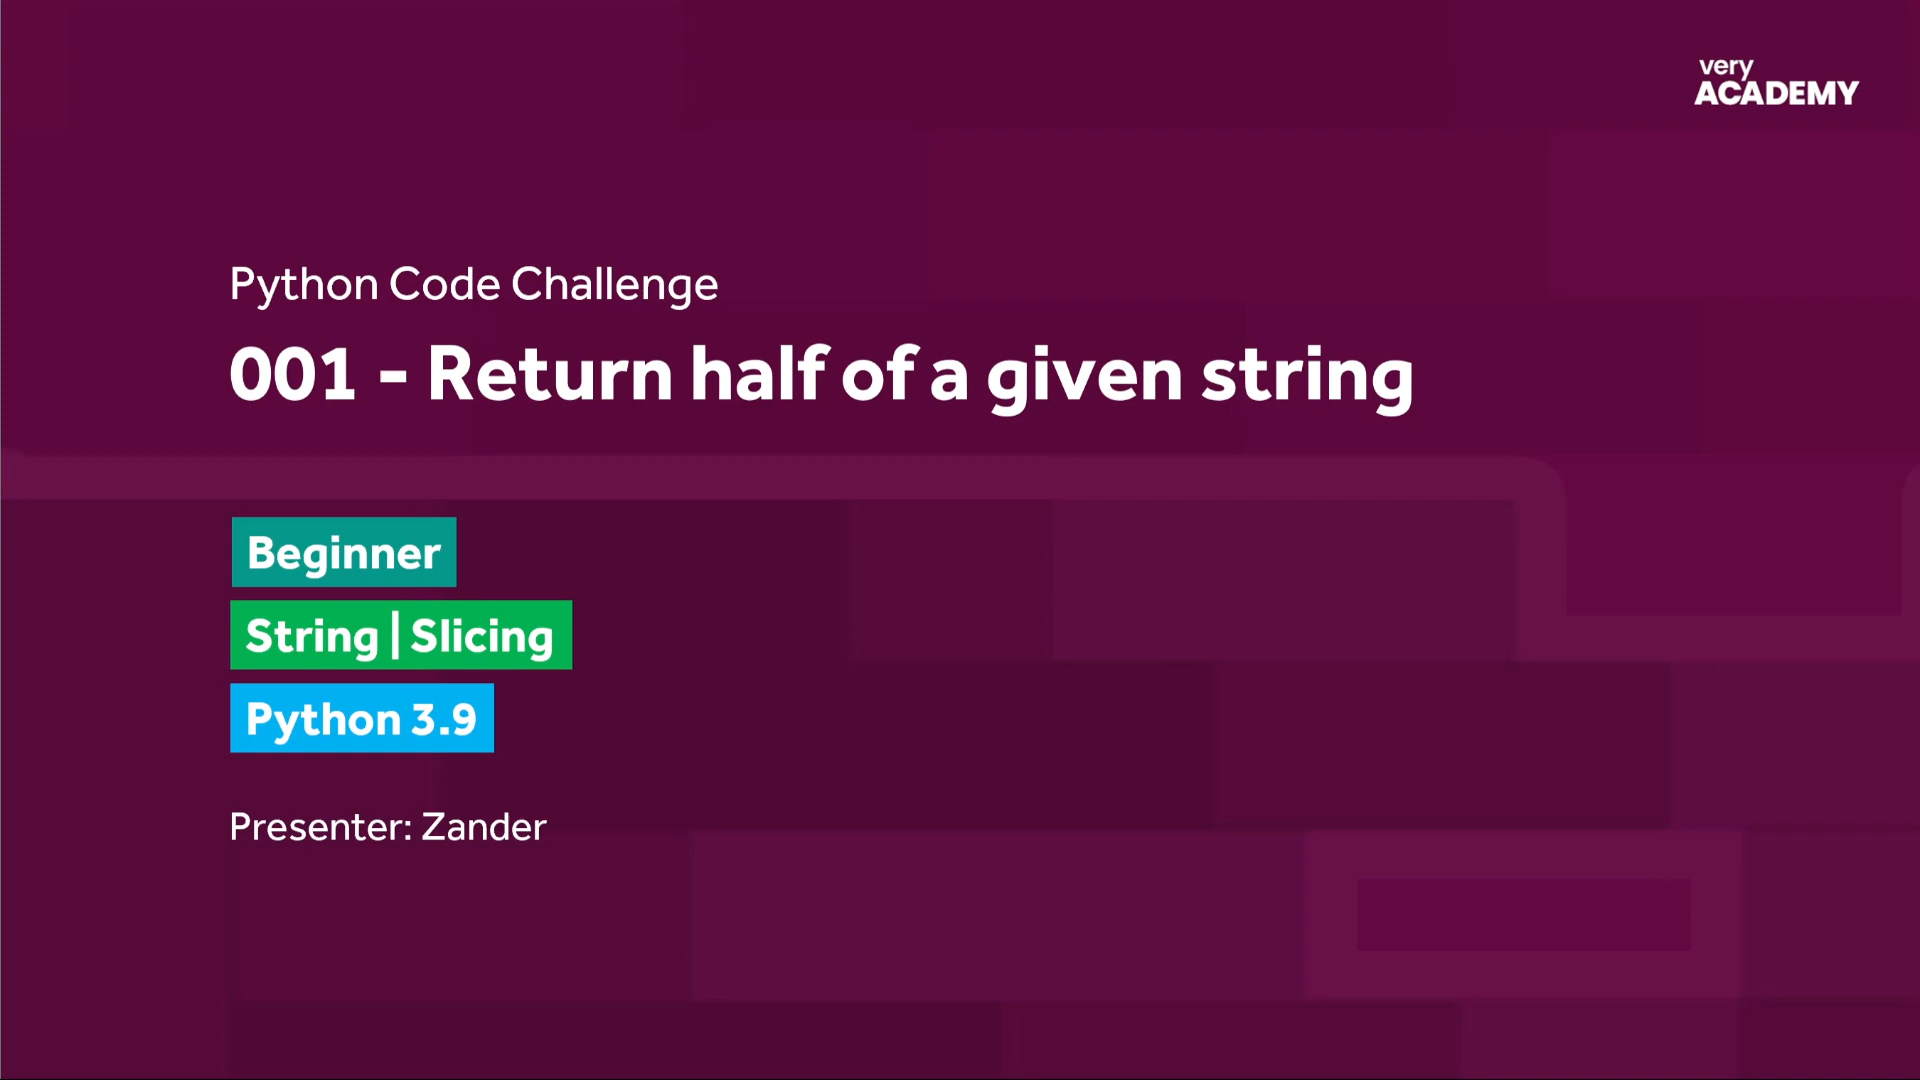 very
ACADEMY
Python Code Challenge
001 - Return half of a given string
Beginner
String | Slicing
Python 3.9
Presenter: Zander